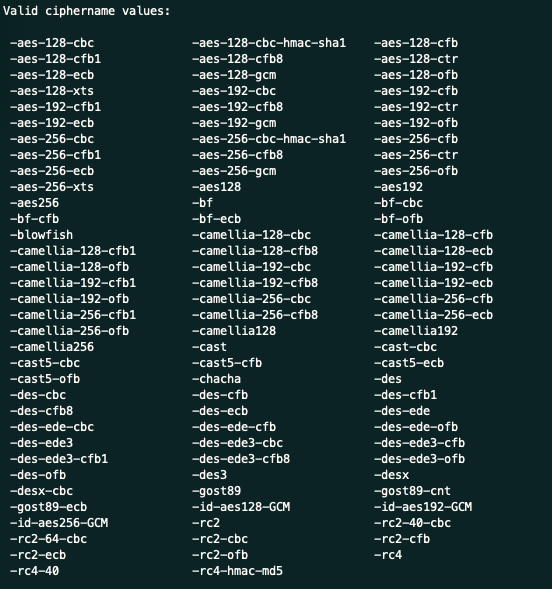 Valid ciphername values:
-aes-128-cbc -aes-128-cbc-hmac-sha1 -aes-128-cfb
-aes-128-cfb1 -aes-128-cfb8 -aes-128-ctr
-aes-128-ecb -aes-128-gcm -aes-128-ofb
-aes-128-xts -aes-192-cbc -aes-192-cfb
-aes-192-cfb1 -aes-192-cfb8 -aes-192-ctr
-aes-192-ecb -aes-192-gcm -aes-192-ofb
-aes-256-cbc -aes-256-cbc-hmac-sha1 -aes-256-cfb
-aes-256-cfb1 -aes-256-cfb8 -aes-256-ctr
-aes-256-ecb -aes-256-gcm -aes-256-ofb
-aes-256-xts -aes128 -aes192
-aes256 -bf -bf-cbc
-bf-cfb -bf-ecb -bf-ofb
-blowfish -camellia-128-cbc -camellia-128-cfb
-camellia-128-cfb1 -camellia-128-cfb8 -camellia-128-ecb
-camellia-128-ofb -camellia-192-cbc -camellia-192-cfb
-camellia-192-cfb1 -camellia-192-cfb8 -camellia-192-ecb
-camellia-192-ofb -camellia-256-cbc -camellia-256-cfb
-camellia-256-cfb1 -camellia-256-cfb8 -camellia-256-ecb
-camellia-256-ofb -camellia128 -camellia192
-camellia256 -cast -cast-cbc
-cast5-cbc -cast5-cfb -cast5-ecb
-cast5-ofb -chacha -des
-des-cbc -des-cfb -des-cfb1
-des-cfb8 -des-ecb -des-ede
-des-ede-cbc -des-ede-cfb -des-ede-ofb
-des-ede3 -des-ede3-cbc -des-ede3-cfb
-des-ede3-cfb1 -des-ede3-cfb8 -des-ede3-ofb
-des-ofb -des3 -desx
-desx-cbc -gost89 -gost89-cnt
-gost89-ecb -id-aes128-GCM -id-aes192-GCM
-id-aes256-GCM -rc2 -rc2-40-cbc
-rc2-64-cbc -rc2-cbc -rc2-cfb
-rc2-ecb -rc2-ofb -rc4
-rc4-40 -rc4-hmac-md5